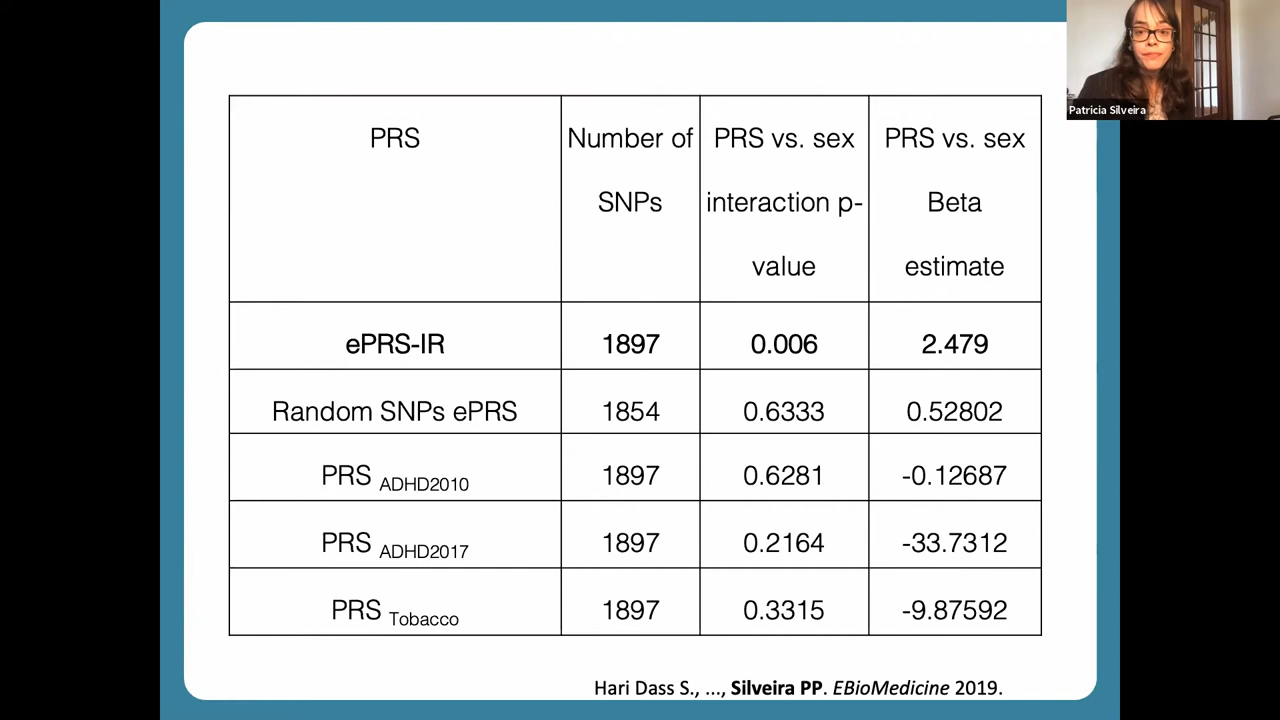 Patricia Silveira
PRS
Number of
SNPs
PRS vs. sex
interaction p-
value
PRS vs. sex
Beta
estimate
ePRS-IR 1897 0.006 2.479
Random SNPs ePRS 1854 0.6333 0.52802
PRS ADHD2010 1897 0.6281 -0.12687
PRS ADHD2017 1897 0.2164 -33.7312
PRS Tobacco 1897 0.3315 -9.87592
Hari Dass S., ..., Silveira PP. EBioMedicine 2019.